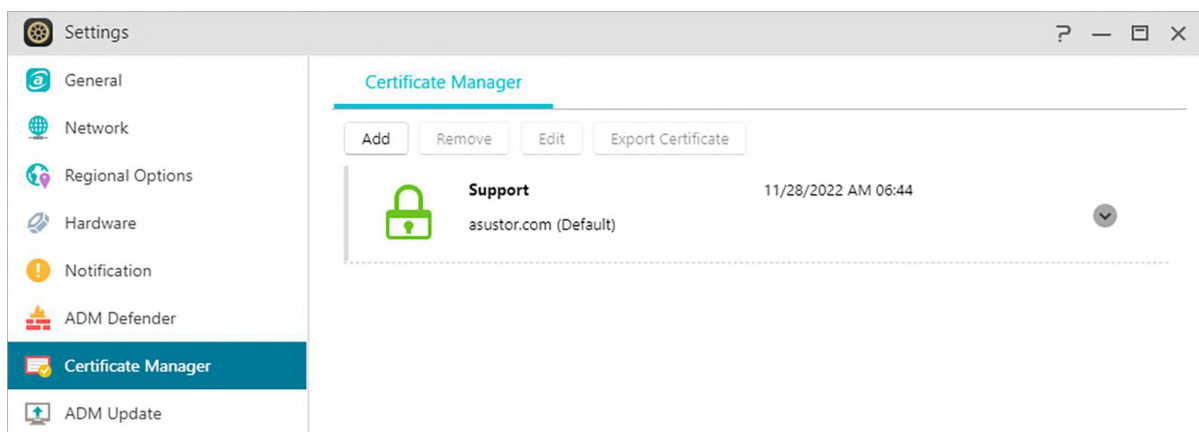 Settings
General
Network
Regional Options
Hardware
Notification
ADM Defender
Certificate Manager
ADM Update
Certificate Manager
Add Remove Edit Export Certificate
Support 11/28/2022 AM 06:44
asustor.com (Default)